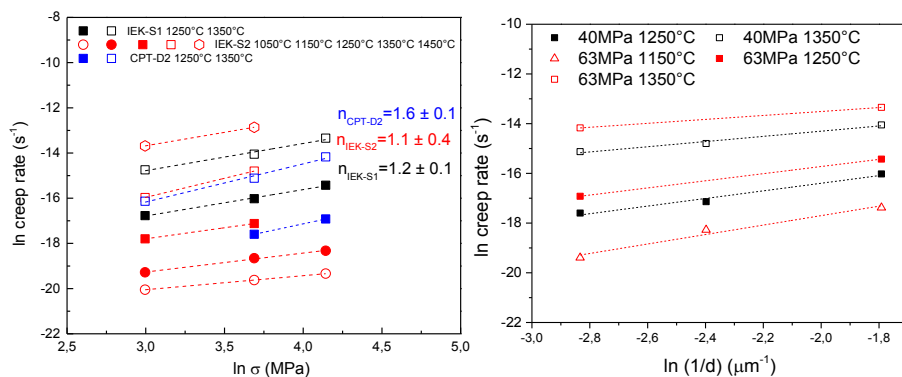 IEK-S1 1250°C 1350°C
IEK-S2 1050°C 1150°C 1250°C 1350°C 1450°C
CPT-D2 1250°C 1350°C
n_CPT-D2=1.6 ± 0.1
n_IEK-S2=1.1 ± 0.4
n_IEK-S1=1.2 ± 0.1
ln creep rate (s⁻¹)
-10
-12
-14
-16
-18
-20
-22
2,5 3,0 3,5 4,0 4,5 5,0
ln σ (MPa)
40MPa 1250°C 40MPa 1350°C
63MPa 1150°C 63MPa 1250°C
63MPa 1350°C
ln creep rate (s⁻¹)
-10
-12
-14
-16
-18
-20
-22
-3,0 -2,8 -2,6 -2,4 -2,2 -2,0 -1,8 -1,6
ln (1/d) (μm⁻¹)